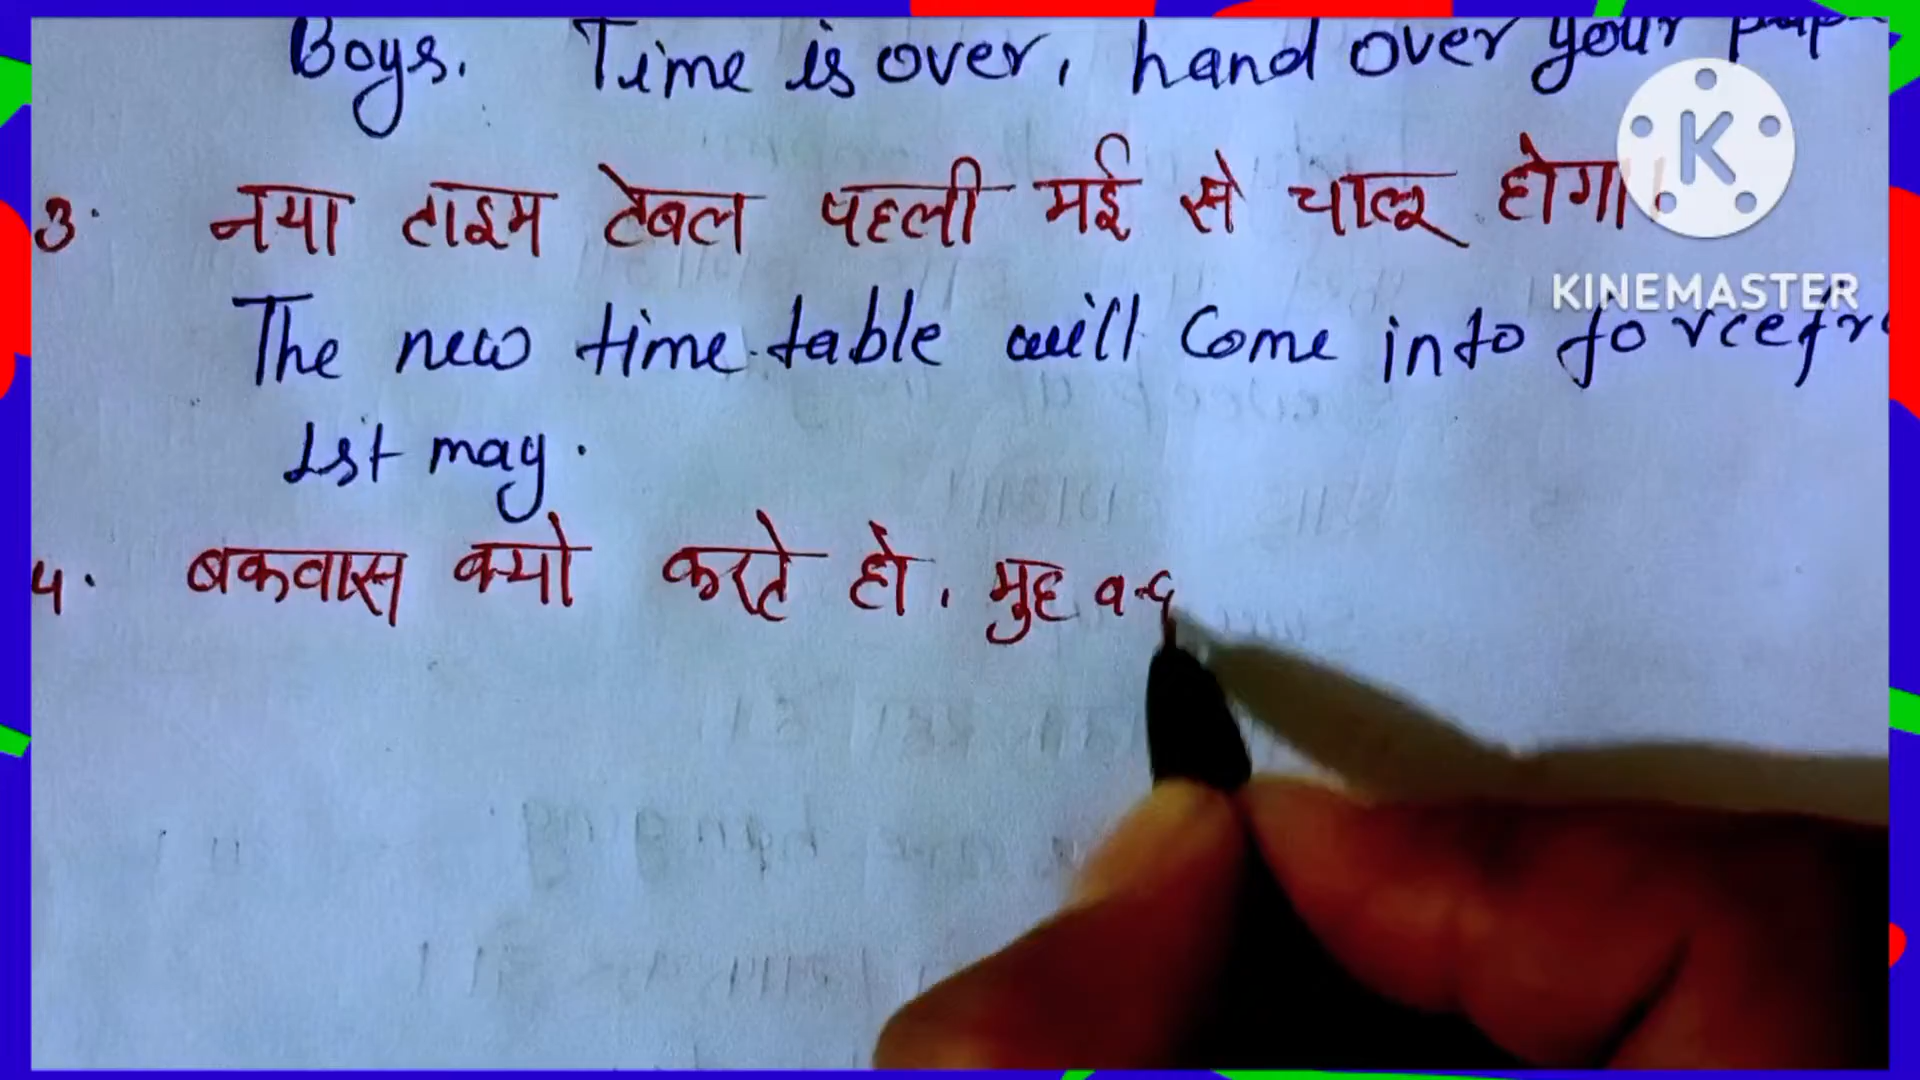 Boys. Time is over, hand over your
3. नया टाइम टेबल पहली मई से चालू होगा।
The new time table will come into force
1st may.
4. बकवास क्यो करते हो, मुह
KINEMASTER